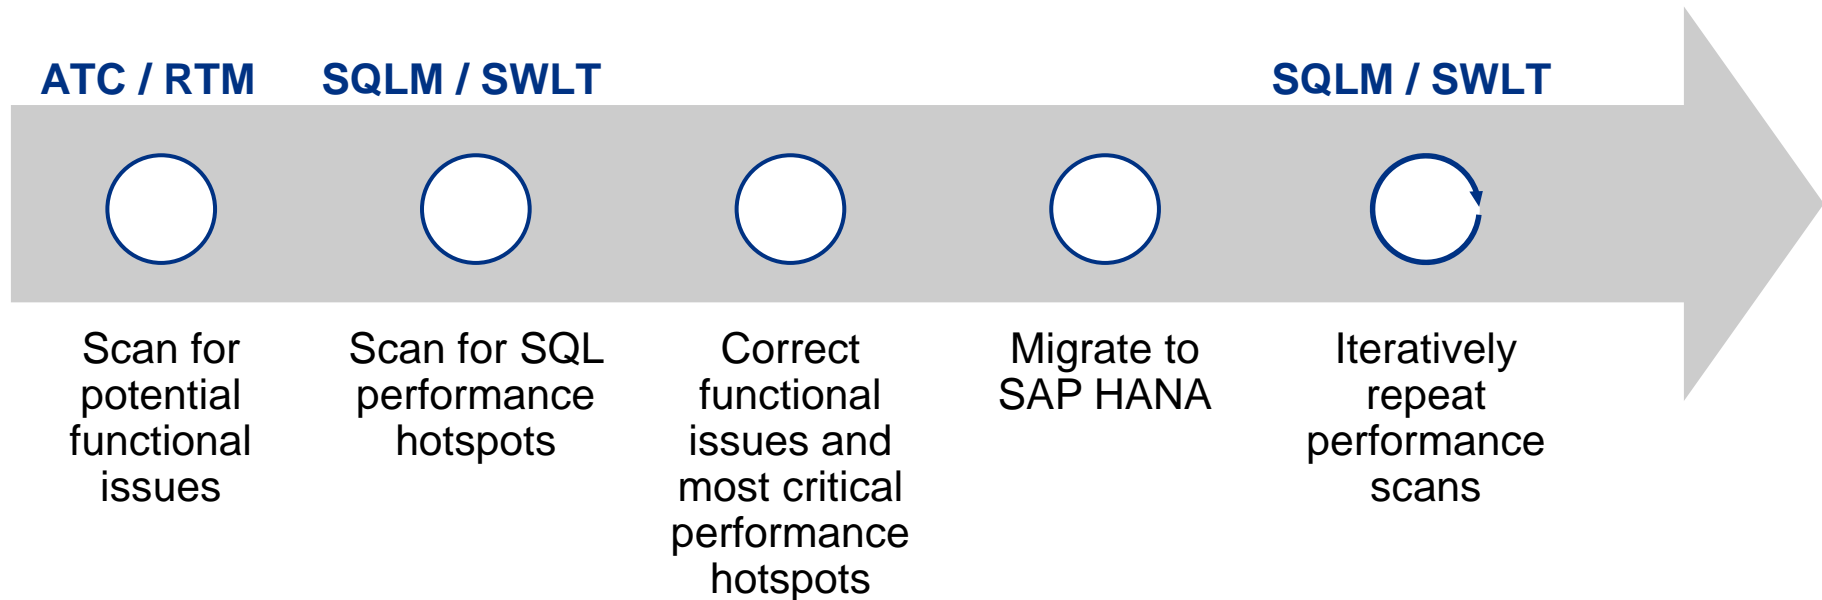 ATC / RTM
SQLM / SWLT
SQLM / SWLT
Scan for
potential
functional
issues
Scan for SQL
performance
hotspots
Correct
functional
issues and
most critical
performance
hotspots
Migrate to
SAP HANA
Iteratively
repeat
performance
scans